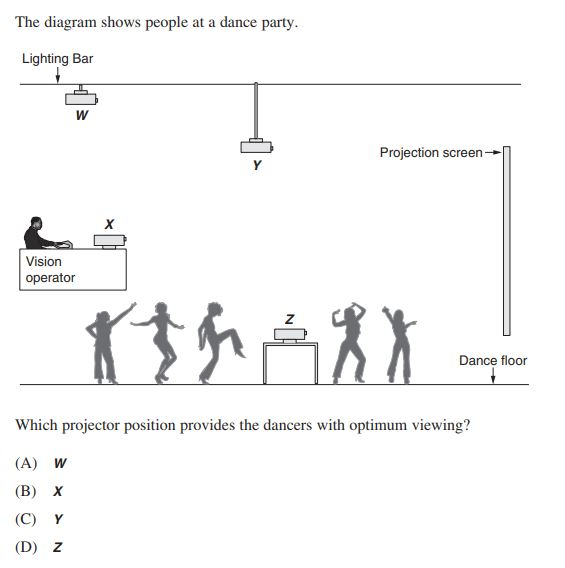 The diagram shows people at a dance party.
Lighting Bar
W
Y
Projection screen
X
Vision
operator
Z
Dance floor
Which projector position provides the dancers with optimum viewing?
(A) W
(B) X
(C) Y
(D) Z